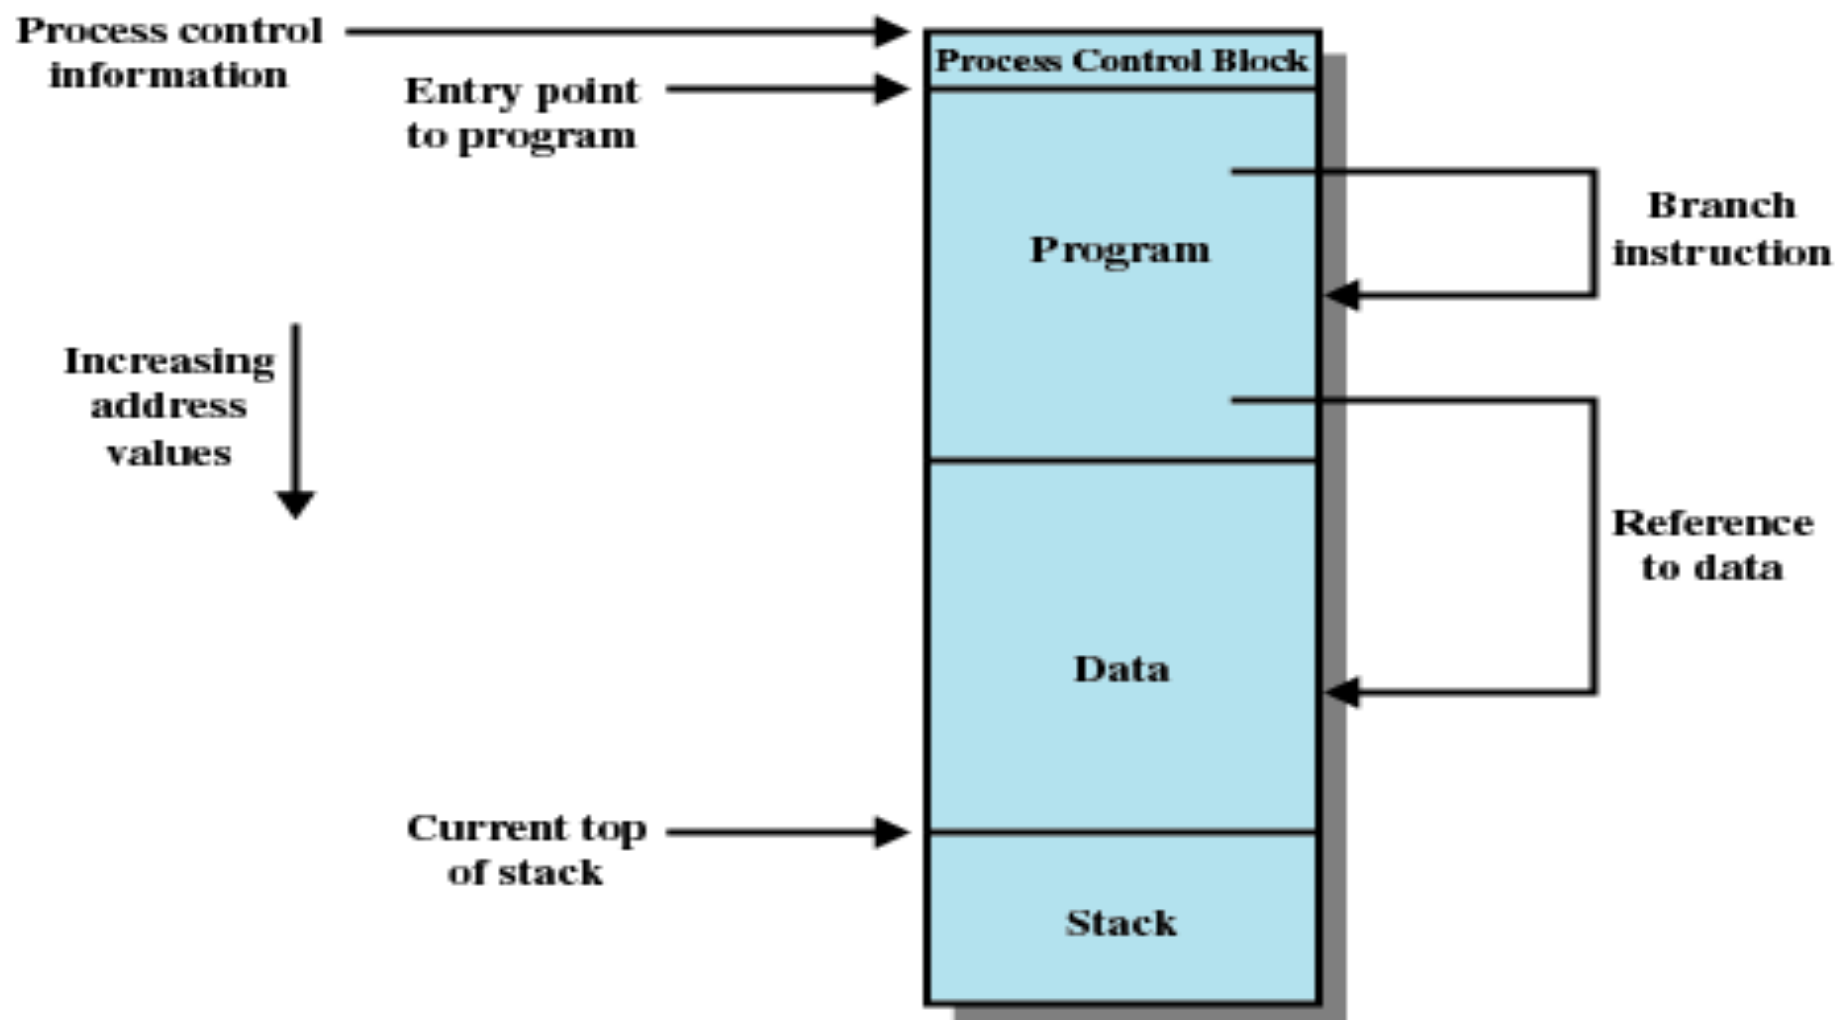 Process control
information
Process Control Block
Entry point
to program
Branch
instruction
Program
Increasing
address
values
Reference
to data
Data
Current top
of stack
Stack